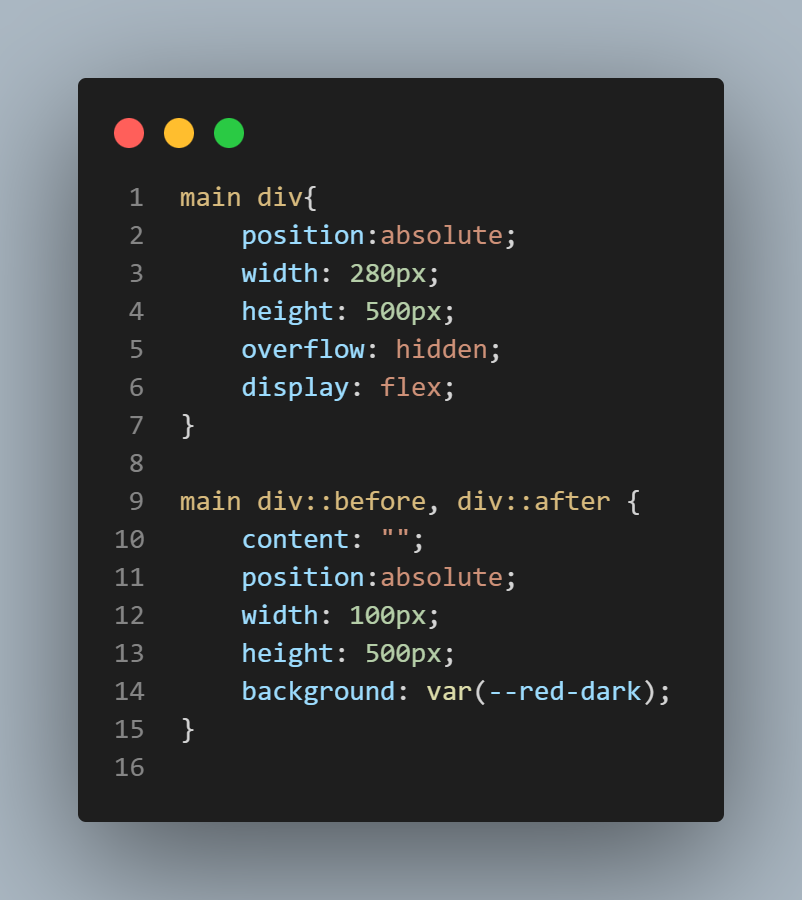 1 main div{
2     position:absolute;
3     width: 280px;
4     height: 500px;
5     overflow: hidden;
6     display: flex;
7 }
8
9 main div::before, div::after {
10     content: "";
11     position:absolute;
12     width: 100px;
13     height: 500px;
14     background: var(--red-dark);
15 }
16